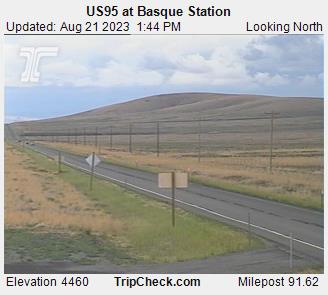 US95 at Basque Station
Updated: Aug 21 2023 1:44 PM Looking North
Elevation 4460 TripCheck.com Milepost 91.62